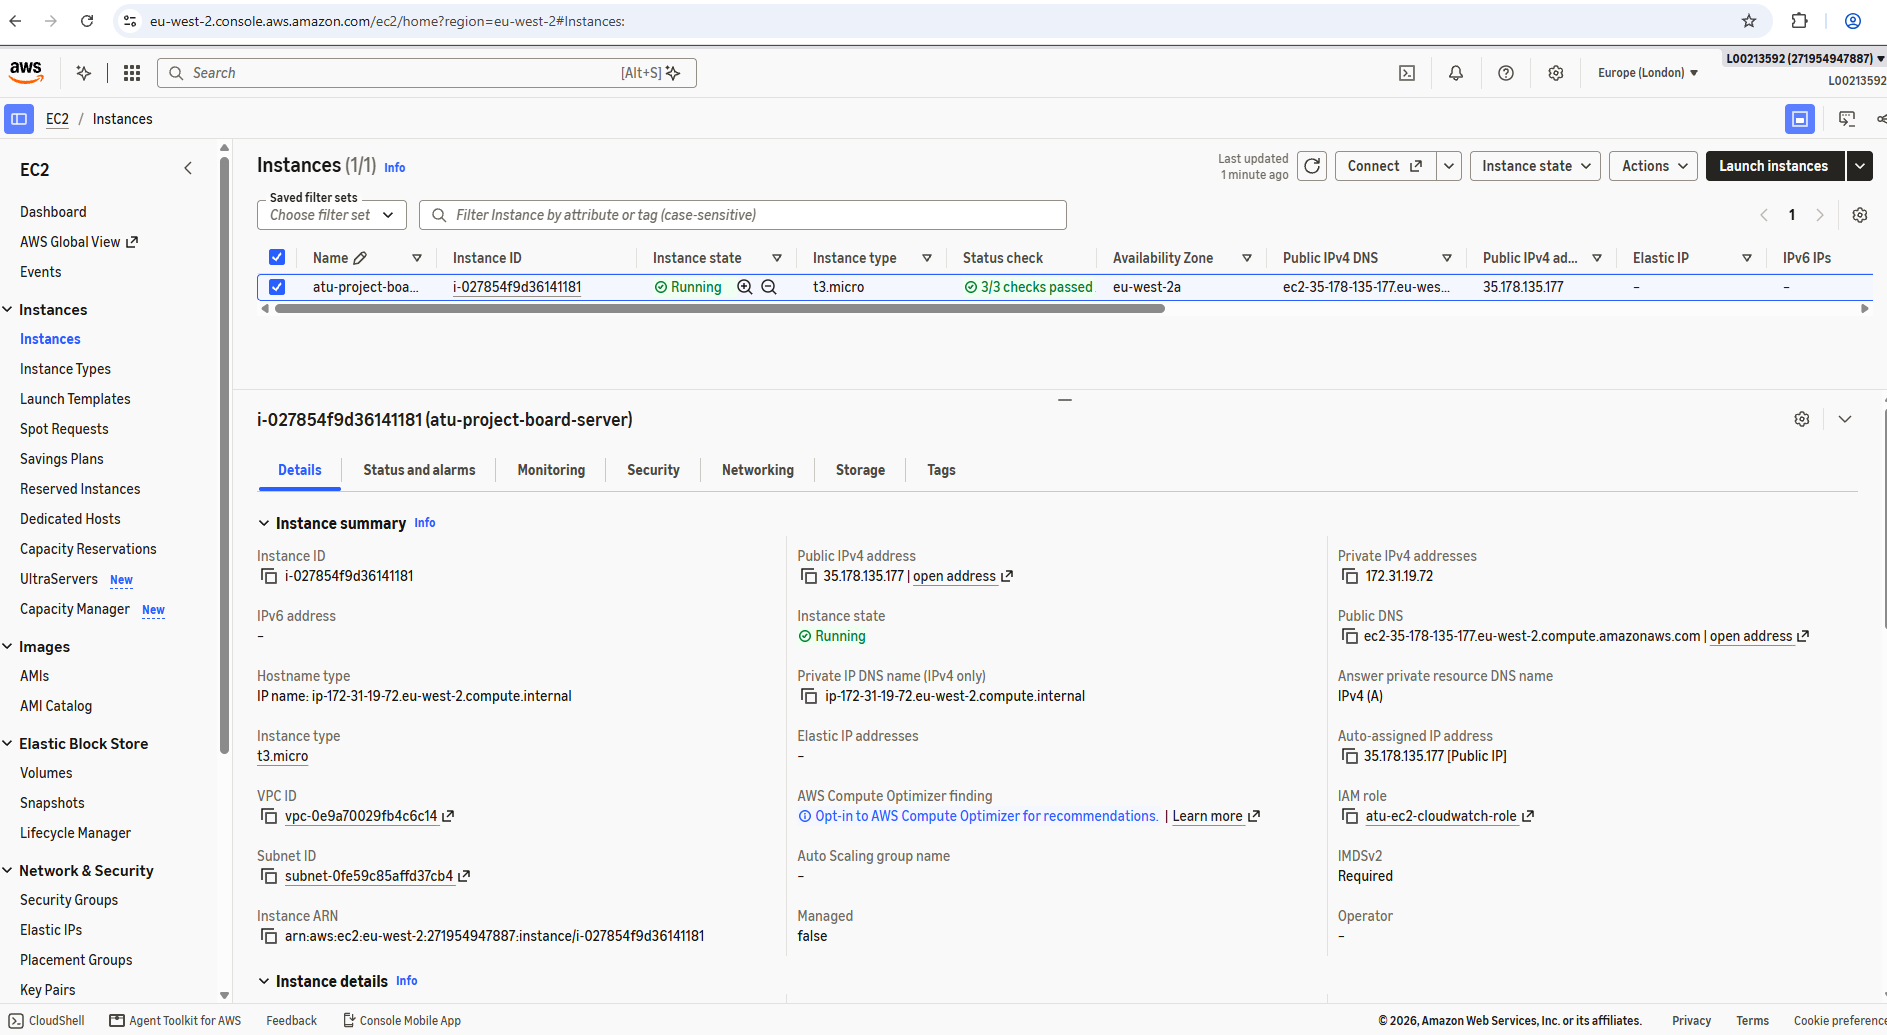 eu-west-2.console.aws.amazon.com/ec2/home?region=eu-west-2#Instances:
aws
Search
[Alt+S]
Europe (London)
L00213592 (271954947887)
L00213592
EC2 / Instances
EC2
Dashboard
AWS Global View
Events
Instances
Instances
Instance Types
Launch Templates
Spot Requests
Savings Plans
Reserved Instances
Dedicated Hosts
Capacity Reservations
UltraServers New
Capacity Manager New
Images
AMIs
AMI Catalog
Elastic Block Store
Volumes
Snapshots
Lifecycle Manager
Network & Security
Security Groups
Elastic IPs
Placement Groups
Key Pairs
Instances (1/1) Info
Last updated
1 minute ago
Connect
Instance state
Actions
Launch instances
Saved filter sets
Choose filter set
Filter Instance by attribute or tag (case-sensitive)
1
Name Instance ID Instance state Instance type Status check Availability Zone Public IPv4 DNS Public IPv4 ad... Elastic IP IPv6 IPs
atu-project-boa... i-027854f9d36141181 Running t3.micro 3/3 checks passed eu-west-2a ec2-35-178-135-177.eu-wes... 35.178.135.177 – –
i-027854f9d36141181 (atu-project-board-server)
Details Status and alarms Monitoring Security Networking Storage Tags
Instance summary Info
Instance ID
i-027854f9d36141181
Public IPv4 address
35.178.135.177 | open address
Private IPv4 addresses
172.31.19.72
IPv6 address
–
Instance state
Running
Public DNS
ec2-35-178-135-177.eu-west-2.compute.amazonaws.com | open address
Hostname type
IP name: ip-172-31-19-72.eu-west-2.compute.internal
Private IP DNS name (IPv4 only)
ip-172-31-19-72.eu-west-2.compute.internal
Answer private resource DNS name
IPv4 (A)
Instance type
t3.micro
Elastic IP addresses
–
Auto-assigned IP address
35.178.135.177 [Public IP]
VPC ID
vpc-0e9a70029fb4c6c14
AWS Compute Optimizer finding
Opt-in to AWS Compute Optimizer for recommendations. | Learn more
IAM role
atu-ec2-cloudwatch-role
Subnet ID
subnet-0fe59c85affd37cb4
Auto Scaling group name
–
IMDSv2
Required
Instance ARN
arn:aws:ec2:eu-west-2:271954947887:instance/i-027854f9d36141181
Managed
false
Operator
–
Instance details Info
CloudShell
Agent Toolkit for AWS
Feedback
Console Mobile App
© 2026, Amazon Web Services, Inc. or its affiliates.
Privacy
Terms
Cookie preference